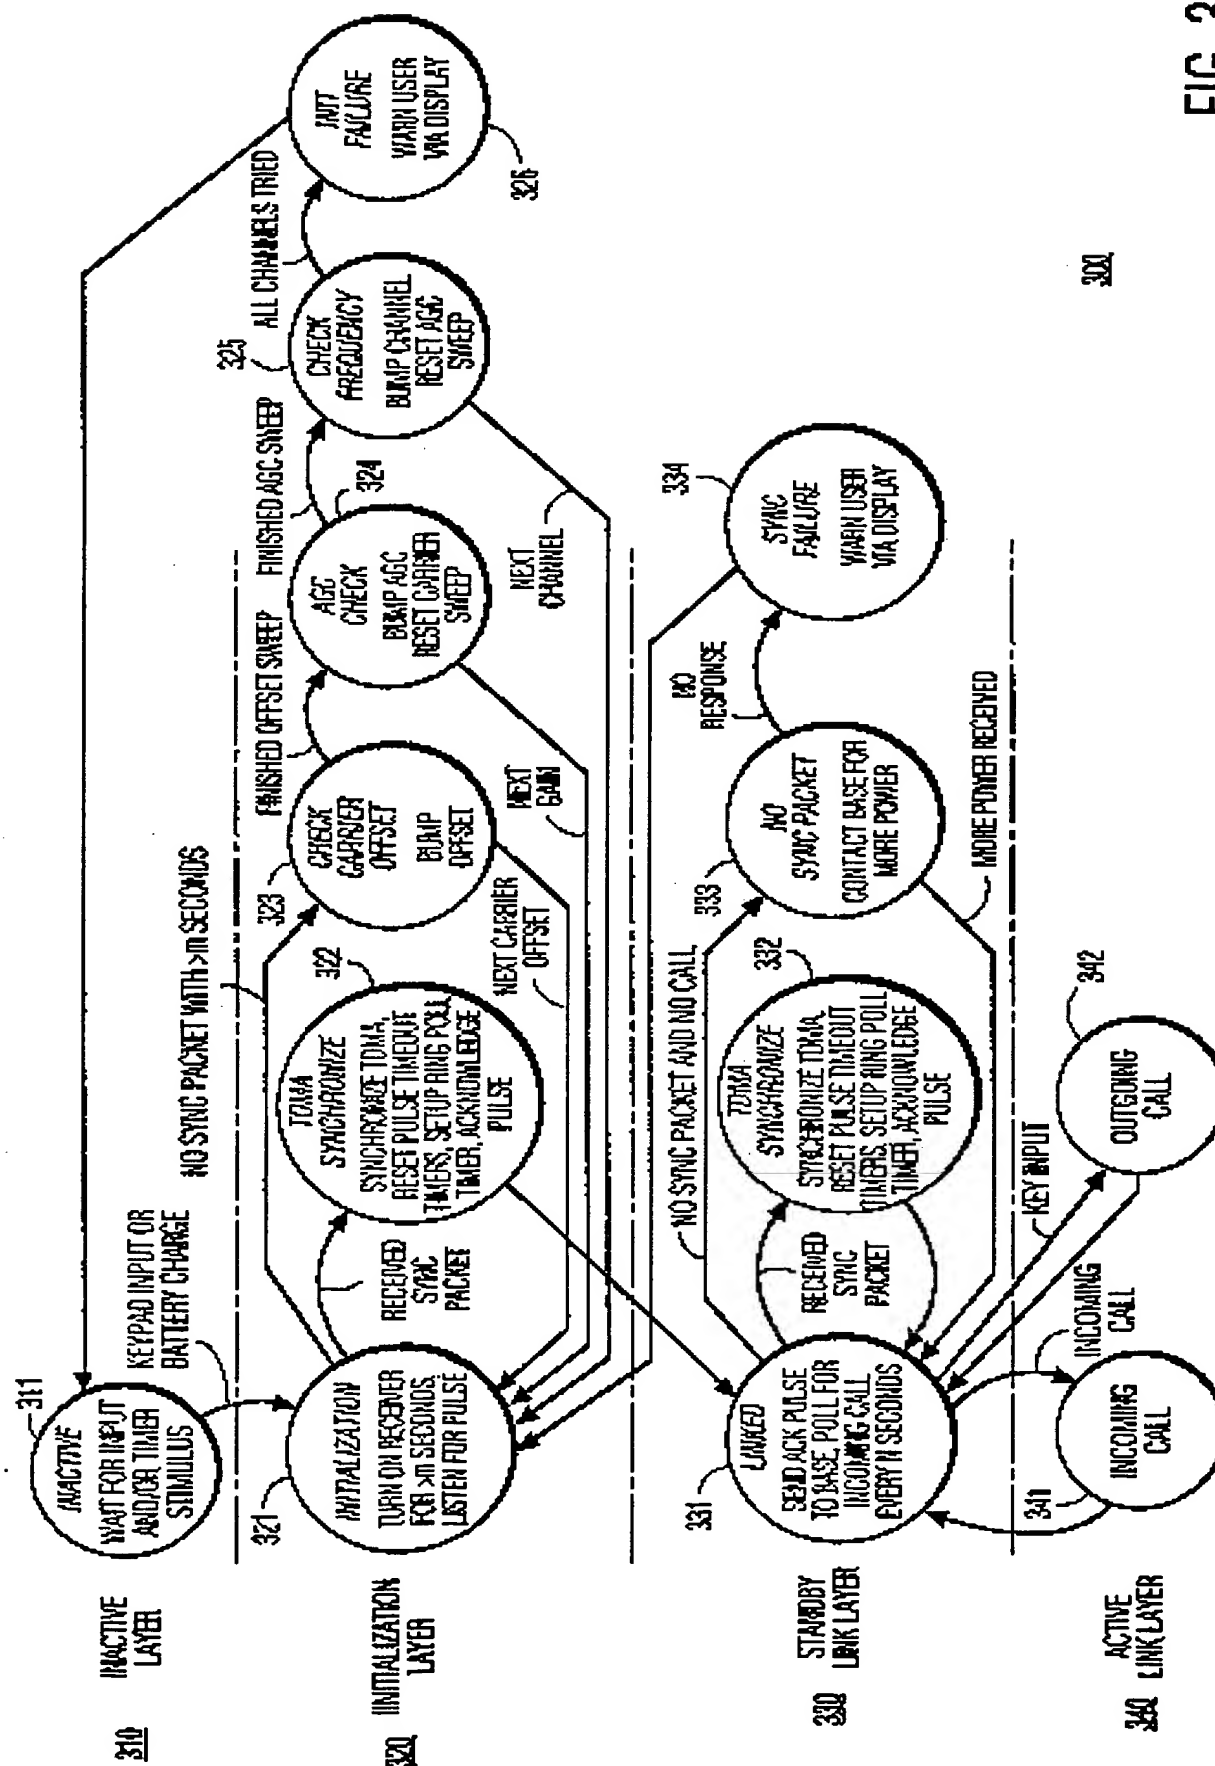 310
INACTIVE
LAYER
311
INACTIVE
WAIT FOR INPUT
AND/OR TIMER
STIMULUS
KEYPAD INPUT OR
BATTERY CHARGE
NO SYNC PACKET WITH >m SECONDS
320
INITIALIZATION
LAYER
321
INITIALIZATION
TURN ON RECEIVER
FOR >m SECONDS,
LISTEN FOR PULSE
RECEIVED
SYNC
PACKET
322
TDMA
SYNCHRONIZE
SYNCHRONIZE TDMA,
RESET PULSE TIMEOUT
TIMERS, SETUP RING POLL
TIMER, ACKNOWLEDGE
PULSE
NEXT CARRIER
OFFSET
323
CHECK
CARRIER
OFFSET
BUMP
OFFSET
FINISHED OFFSET SWEEP
NEXT
GAIN
324
AGC
CHECK
BUMP AGC
RESET CARRIER
SWEEP
FINISHED AGC SWEEP
NEXT
CHANNEL
325
CHECK
FREQUENCY
BUMP CHANNEL
RESET AGC
SWEEP
ALL CHANNELS TRIED
INIT
FAILURE
WARN USER
VIA DISPLAY
326
330
STANDBY
LINK LAYER
331
LINKED
SEND ACK PULSE
TO BASE, POLL FOR
INCOMING CALL
EVERY N SECONDS
RECEIVED
SYNC
PACKET
NO SYNC PACKET AND NO CALL
332
TDMA
SYNCHRONIZE
SYNCHRONIZE TDMA,
RESET PULSE TIMEOUT
TIMERS, SETUP RING POLL
TIMER, ACKNOWLEDGE
PULSE
333
NO
SYNC PACKET
CONTACT BASE FOR
MORE POWER
NO
RESPONSE
MORE POWER RECEIVED
334
SYNC
FAILURE
WARN USER
VIA DISPLAY
340
ACTIVE
LINK LAYER
341
INCOMING
CALL
INCOMING
CALL
KEY INPUT
342
OUTGOING
CALL
300
FIG. 3